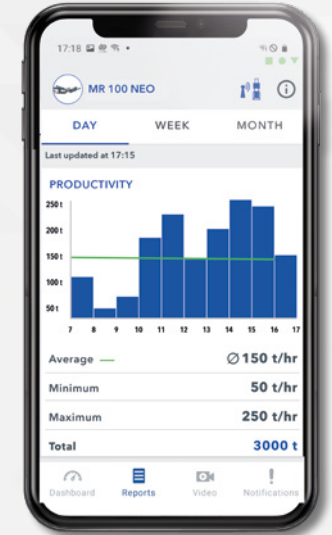 17:18
MR 100 NEO
DAY WEEK MONTH
Last updated at 17:15
PRODUCTIVITY
250 t
200 t
150 t
100 t
50 t
7 8 9 10 11 12 13 14 15 16 17
Average Ø 150 t/hr
Minimum 50 t/hr
Maximum 250 t/hr
Total 3000 t
Dashboard Reports Video Notifications